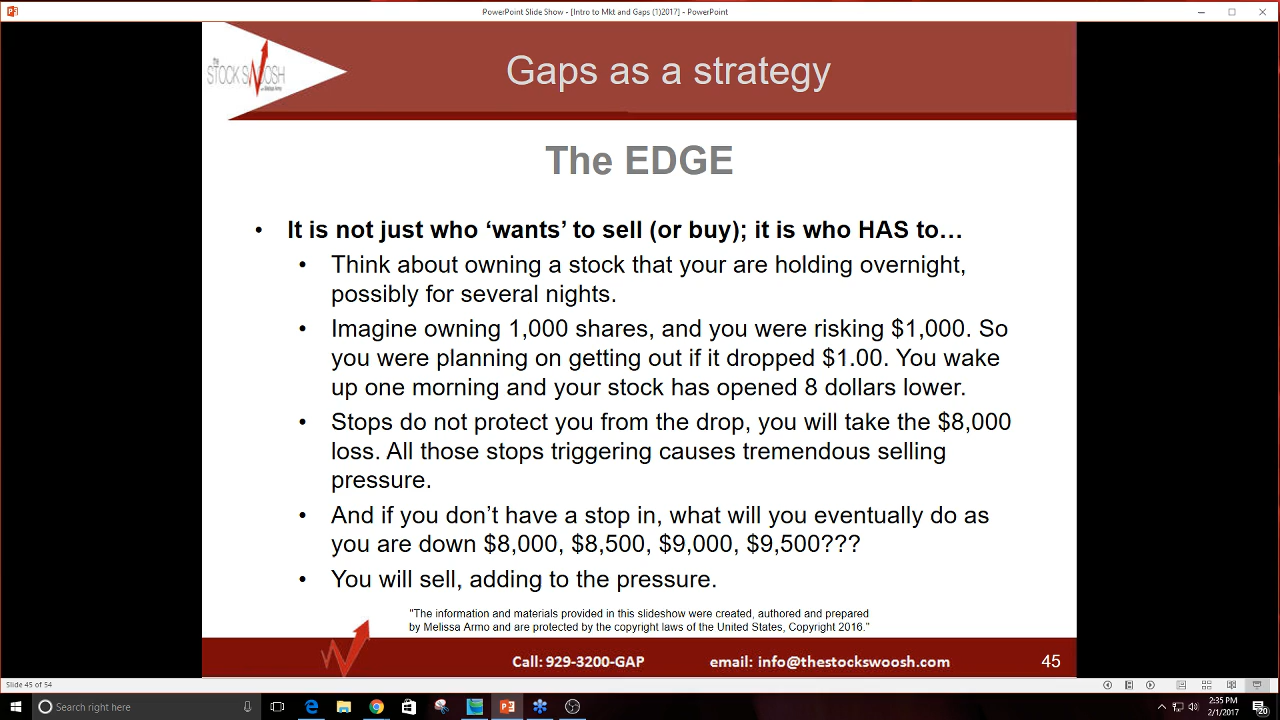 PowerPoint Slide Show - [Intro to Mkt and Gaps (1)2017] - PowerPoint
The
STOCK SWOOSH
with Melissa Armo
Gaps as a strategy
The EDGE
• It is not just who ‘wants’ to sell (or buy); it is who HAS to…
• Think about owning a stock that your are holding overnight,
possibly for several nights.
• Imagine owning 1,000 shares, and you were risking $1,000. So
you were planning on getting out if it dropped $1.00. You wake
up one morning and your stock has opened 8 dollars lower.
• Stops do not protect you from the drop, you will take the $8,000
loss. All those stops triggering causes tremendous selling
pressure.
• And if you don’t have a stop in, what will you eventually do as
you are down $8,000, $8,500, $9,000, $9,500???
• You will sell, adding to the pressure.
"The information and materials provided in this slideshow were created, authored and prepared
by Melissa Armo and are protected by the copyright laws of the United States, Copyright 2016."
Call: 929-3200-GAP email: info@thestockswoosh.com 45
Slide 45 of 54
Search right here
2:35 PM
2/1/2017
20